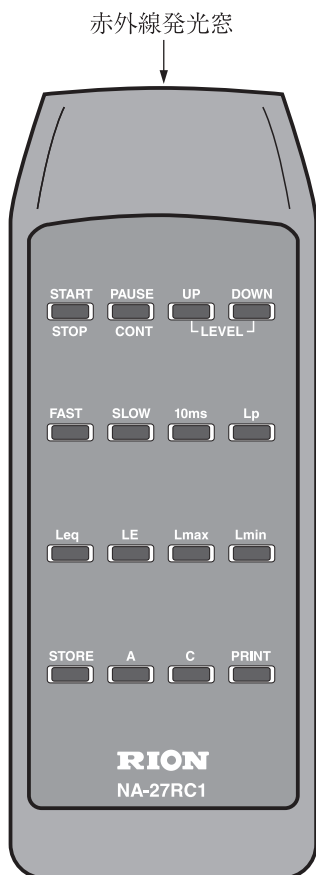 赤外線発光窓
START PAUSE UP DOWN
STOP CONT LEVEL
FAST SLOW 10ms Lp
Leq LE Lmax Lmin
STORE A C PRINT
RION
NA-27RC1